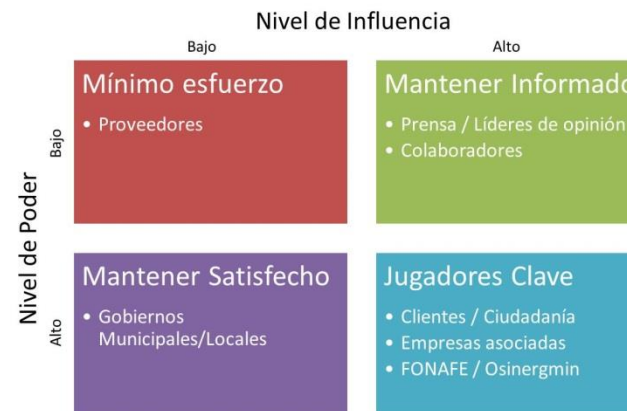 Nivel de Influencia
Bajo
Alto
Nivel de Poder
Bajo
Alto
Mínimo esfuerzo
• Proveedores
Mantener Informado
• Prensa / Líderes de opinión
• Colaboradores
Mantener Satisfecho
• Gobiernos
Municipales/Locales
Jugadores Clave
• Clientes / Ciudadanía
• Empresas asociadas
• FONAFE / Osinergmin